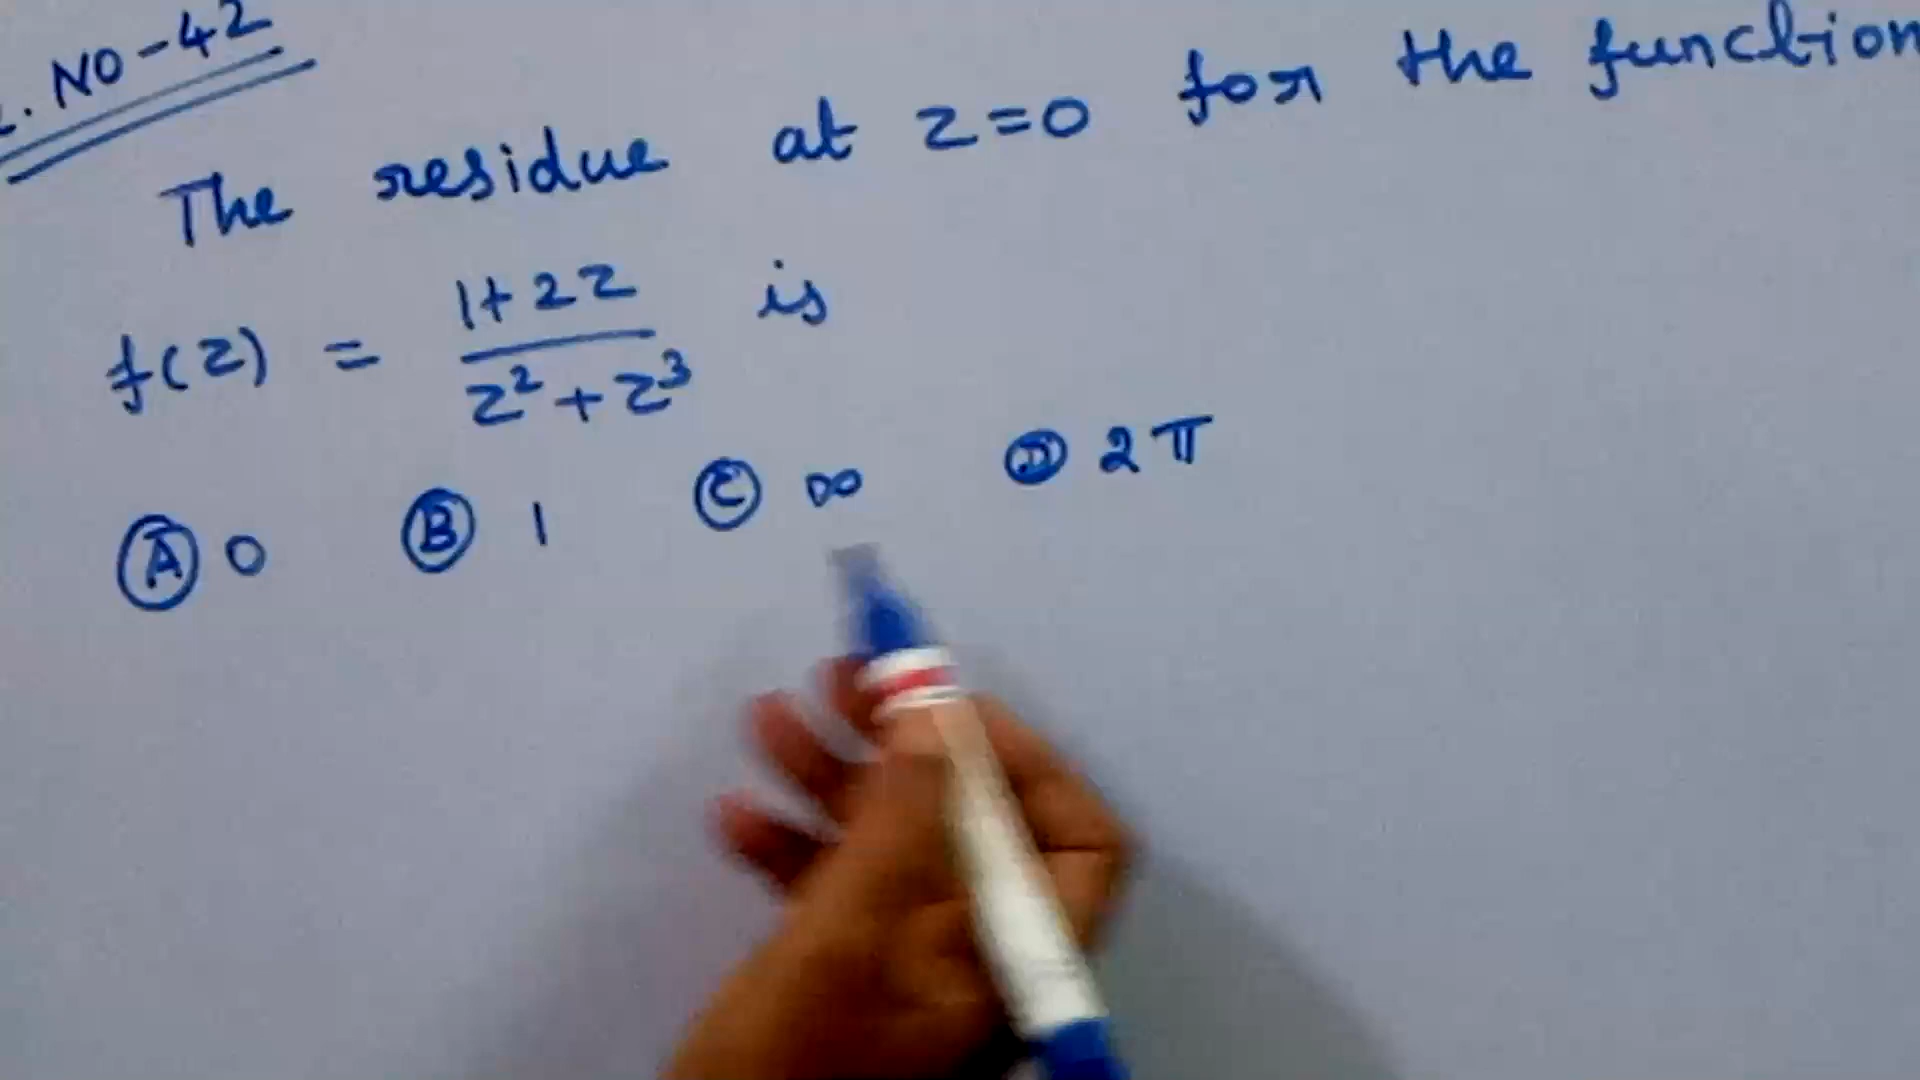 . NO-42
The residue at z=0 for the function
f(z) = (1+2z)/(z²+z³) is
(A) 0 (B) 1 (C) ∞ (D) 2π